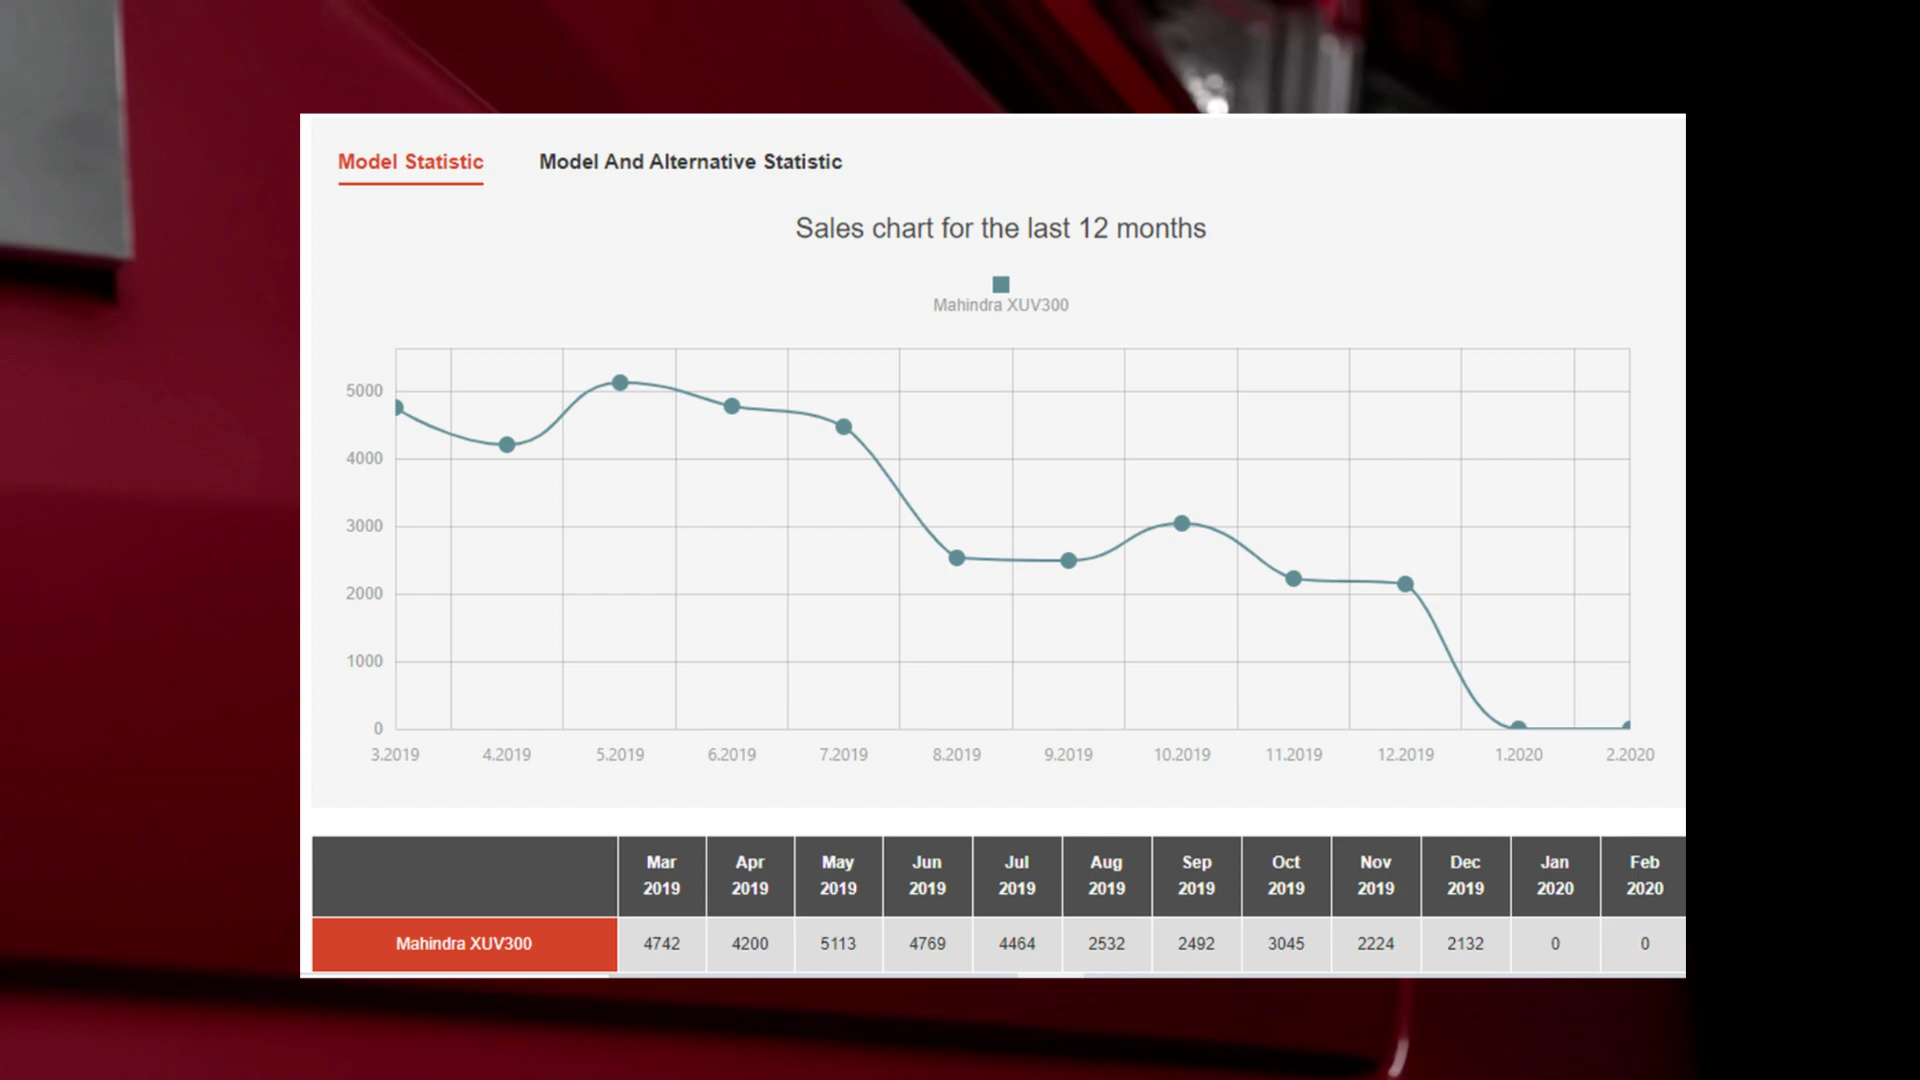 Model Statistic Model And Alternative Statistic
Sales chart for the last 12 months
Mahindra XUV300
5000
4000
3000
2000
1000
0
3.2019 4.2019 5.2019 6.2019 7.2019 8.2019 9.2019 10.2019 11.2019 12.2019 1.2020 2.2020
Mar Apr May Jun Jul Aug Sep Oct Nov Dec Jan Feb
2019 2019 2019 2019 2019 2019 2019 2019 2019 2019 2020 2020
Mahindra XUV300 4742 4200 5113 4769 4464 2532 2492 3045 2224 2132 0 0